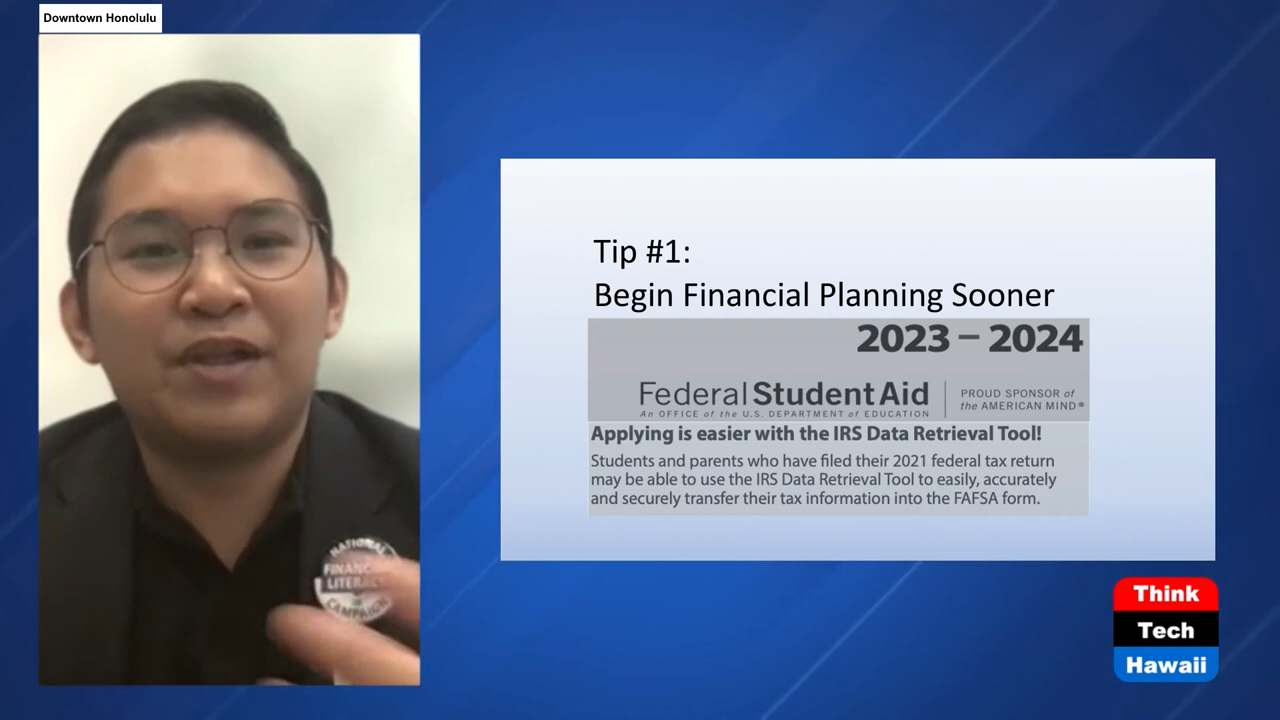 Downtown Honolulu
Tip #1:
Begin Financial Planning Sooner
2023 – 2024
Federal Student Aid
An OFFICE of the U.S. DEPARTMENT of EDUCATION
PROUD SPONSOR of
the AMERICAN MIND®
Applying is easier with the IRS Data Retrieval Tool!
Students and parents who have filed their 2021 federal tax return
may be able to use the IRS Data Retrieval Tool to easily, accurately
and securely transfer their tax information into the FAFSA form.
NATIONAL
LITERACY
CAMPAIGN
Think
Tech
Hawaii